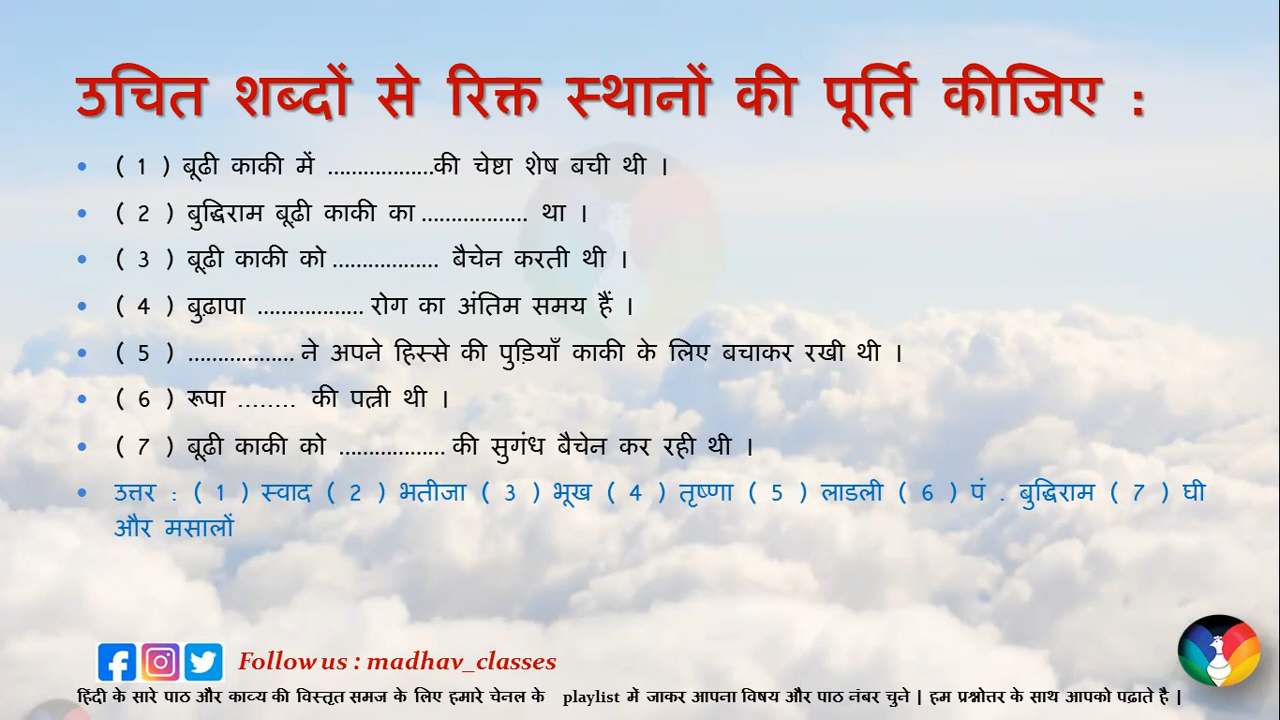 उचित शब्दों से रिक्त स्थानों की पूर्ति कीजिए :
( 1 ) बूढी काकी में ..................की चेष्टा शेष बची थी ।
( 2 ) बुद्धिराम बूढ़ी काकी का .................. था ।
( 3 ) बूढ़ी काकी को .................. बैचेन करती थी ।
( 4 ) बुढ़ापा .................. रोग का अंतिम समय हैं ।
( 5 ) .................. ने अपने हिस्से की पुड़ियाँ काकी के लिए बचाकर रखी थी ।
( 6 ) रूपा ........ की पत्नी थी ।
( 7 ) बूढ़ी काकी को .................. की सुगंध बैचेन कर रही थी ।
उत्तर : ( 1 ) स्वाद ( 2 ) भतीजा ( 3 ) भूख ( 4 ) तृष्णा ( 5 ) लाडली ( 6 ) पं . बुद्धिराम ( 7 ) घी
और मसालों
Follow us : madhav_classes
हिंदी के सारे पाठ और काव्य की विस्तृत समज के लिए हमारे चेनल के playlist में जाकर आपना विषय और पाठ नंबर चुने | हम प्रश्नोत्तर के साथ आपको पढ़ाते है |